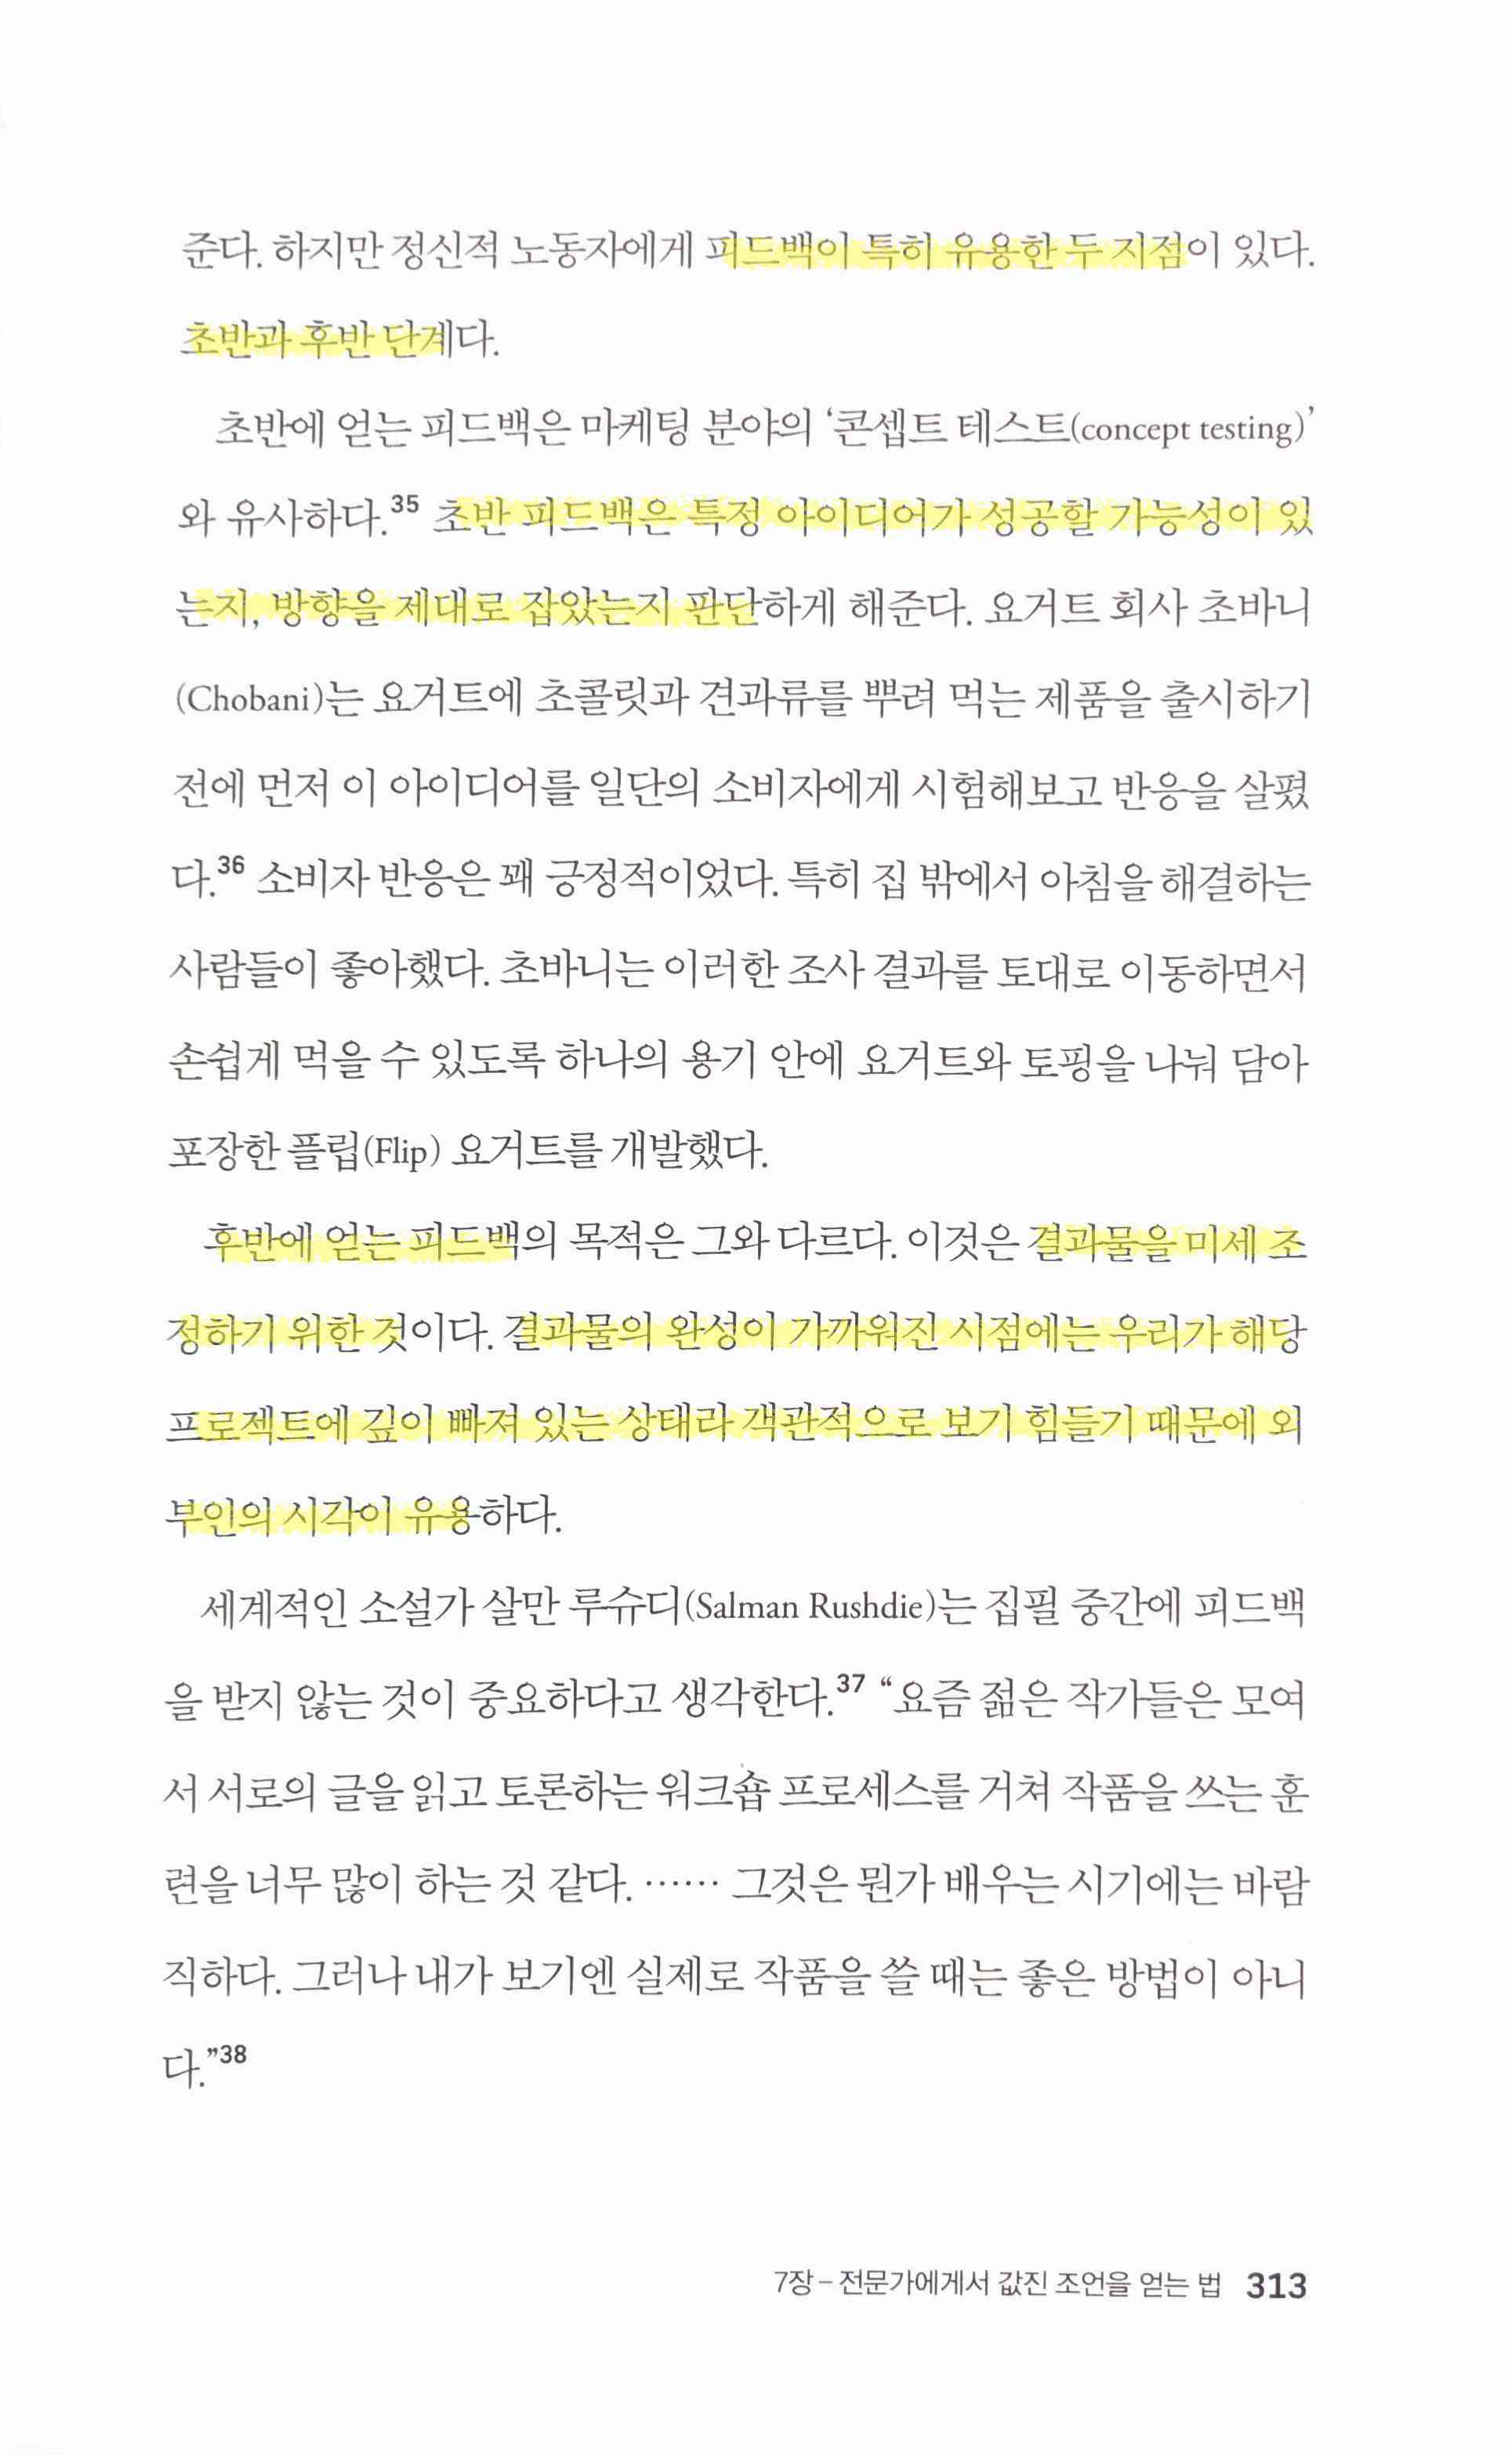 준다. 하지만 정신적 노동자에게 피드백이 특히 유용한 두 지점이 있다.
초반과 후반 단계다.
초반에 얻는 피드백은 마케팅 분야의 ‘콘셉트 테스트(concept testing)’
와 유사하다.35 초반 피드백은 특정 아이디어가 성공할 가능성이 있
는지, 방향을 제대로 잡았는지 판단하게 해준다. 요거트 회사 초바니
(Chobani)는 요거트에 초콜릿과 견과류를 뿌려 먹는 제품을 출시하기
전에 먼저 이 아이디어를 일단의 소비자에게 시험해보고 반응을 살폈
다.36 소비자 반응은 꽤 긍정적이었다. 특히 집 밖에서 아침을 해결하는
사람들이 좋아했다. 초바니는 이러한 조사 결과를 토대로 이동하면서
손쉽게 먹을 수 있도록 하나의 용기 안에 요거트와 토핑을 나눠 담아
포장한 플립(Flip) 요거트를 개발했다.
후반에 얻는 피드백의 목적은 그와 다르다. 이것은 결과물을 미세 조
정하기 위한 것이다. 결과물의 완성이 가까워진 시점에는 우리가 해당
프로젝트에 깊이 빠져 있는 상태라 객관적으로 보기 힘들기 때문에 외
부인의 시각이 유용하다.
세계적인 소설가 살만 루슈디(Salman Rushdie)는 집필 중간에 피드백
을 받지 않는 것이 중요하다고 생각한다.37 “요즘 젊은 작가들은 모여
서 서로의 글을 읽고 토론하는 워크숍 프로세스를 거쳐 작품을 쓰는 훈
련을 너무 많이 하는 것 같다. …… 그것은 뭔가 배우는 시기에는 바람
직하다. 그러나 내가 보기엔 실제로 작품을 쓸 때는 좋은 방법이 아니
다.”38
7장 – 전문가에게서 값진 조언을 얻는 법 313